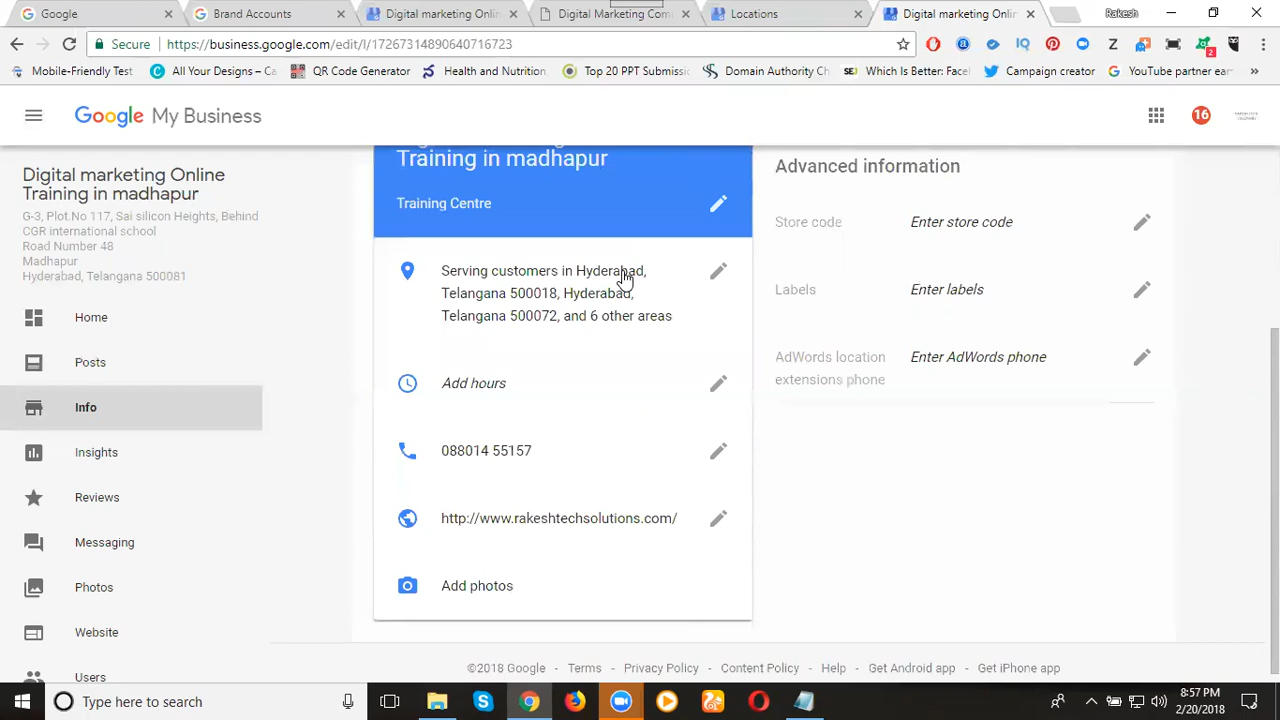 Google
Brand Accounts
Digital marketing Onlin
Digital Marketing Com
Locations
Digital marketing Onlin
Rakesh
Secure
https://business.google.com/edit/l/17267314890640716723
Mobile-Friendly Test
All Your Designs – Ca
QR Code Generator
Health and Nutrition
Top 20 PPT Submissio
Domain Authority Ch
Which Is Better: Facel
Campaign creator
YouTube partner earn
Google My Business
16
Digital marketing Online
Training in madhapur
G-3, Plot.No 117, Sai silicon Heights, Behind
CGR international school
Road Number 48
Madhapur
Hyderabad, Telangana 500081
Home
Posts
Info
Insights
Reviews
Messaging
Photos
Website
Users
Training in madhapur
Training Centre
Serving customers in Hyderabad,
Telangana 500018, Hyderabad,
Telangana 500072, and 6 other areas
Add hours
088014 55157
http://www.rakeshtechsolutions.com/
Add photos
Advanced information
Store code
Enter store code
Labels
Enter labels
AdWords location
extensions phone
Enter AdWords phone
©2018 Google - Terms - Privacy Policy - Content Policy - Help - Get Android app - Get iPhone app
Type here to search
8:57 PM
2/20/2018